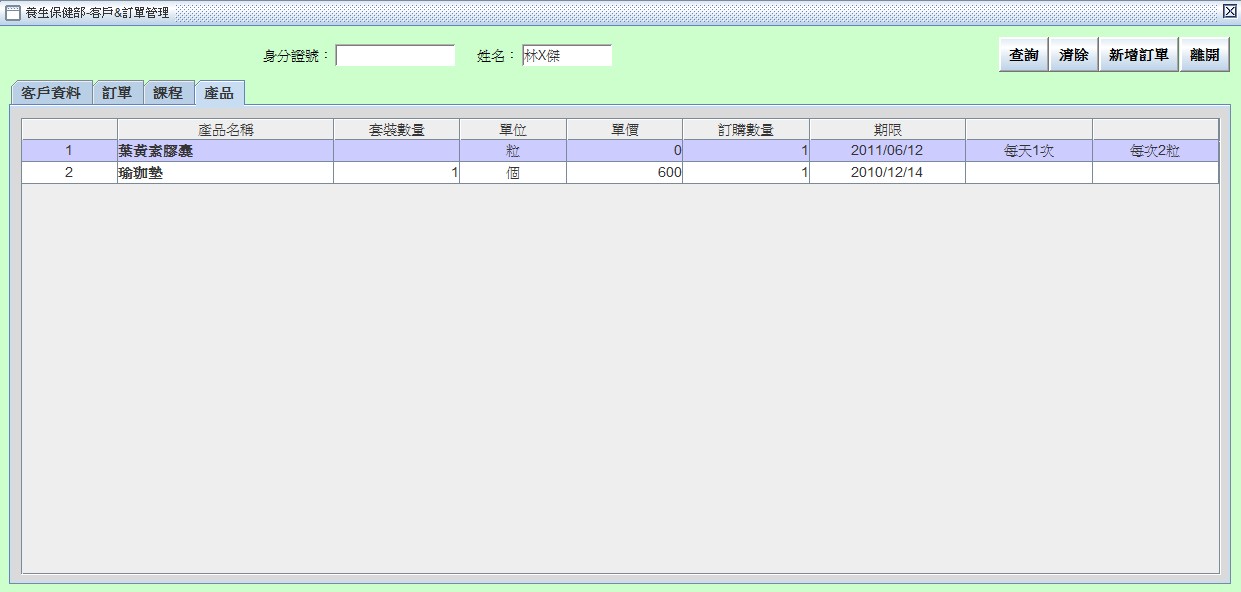 養生保健部-客戶&訂單管理
身分證號： 姓名： 林X傑 查詢 清除 新增訂單 離開
客戶資料 訂單 課程 產品
產品名稱 套裝數量 單位 單價 訂購數量 期限
1 葉黃素膠囊 粒 0 1 2011/06/12 每天1次 每次2粒
2 瑜珈墊 1 個 600 1 2010/12/14